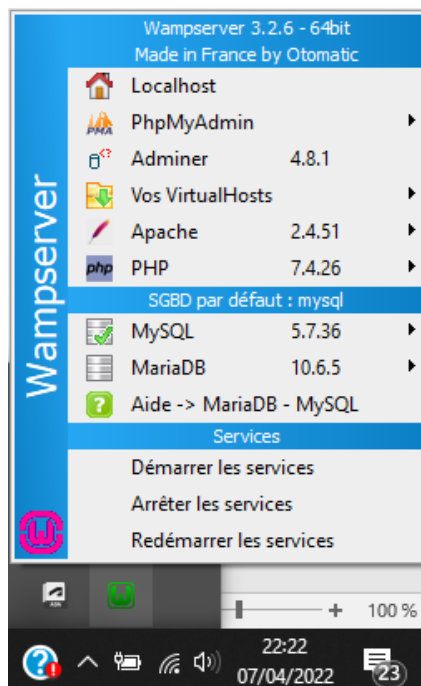 Wampserver 3.2.6 - 64bit
Made in France by Otomatic
Wampserver
Localhost
PMA PhpMyAdmin
Adminer 4.8.1
Vos VirtualHosts
Apache 2.4.51
php PHP 7.4.26
SGBD par défaut : mysql
MySQL 5.7.36
MariaDB 10.6.5
? Aide -> MariaDB - MySQL
Services
Démarrer les services
Arrêter les services
Redémarrer les services
100 %
22:22
07/04/2022
23